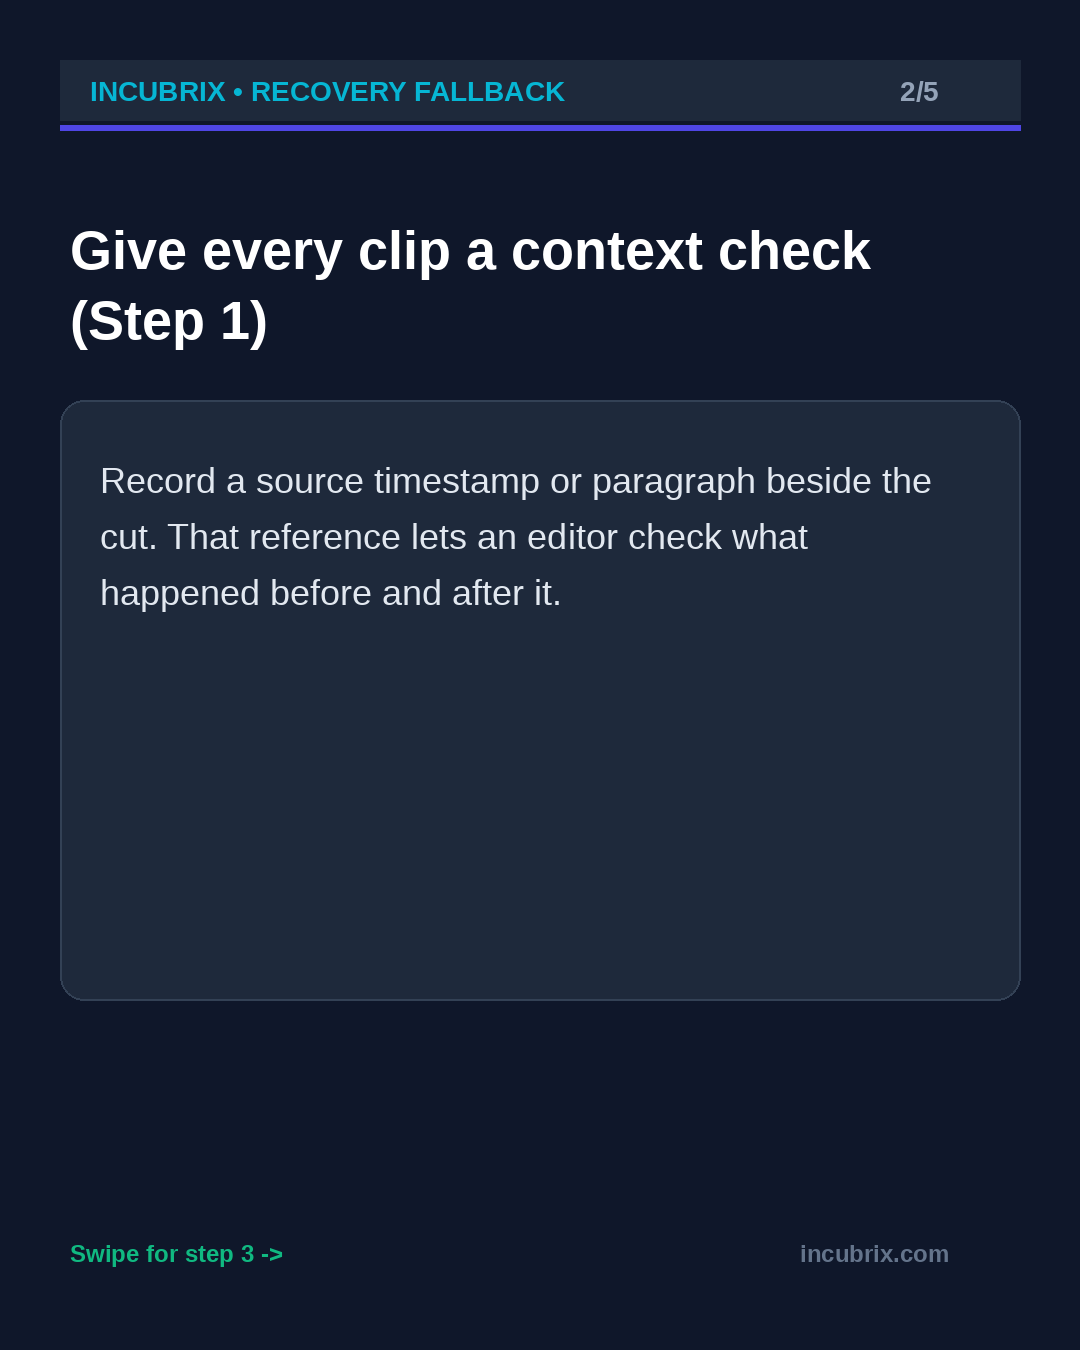 INCUBRIX • RECOVERY FALLBACK
2/5
Give every clip a context check
(Step 1)
Record a source timestamp or paragraph beside the
cut. That reference lets an editor check what
happened before and after it.
Swipe for step 3 ->
incubrix.com